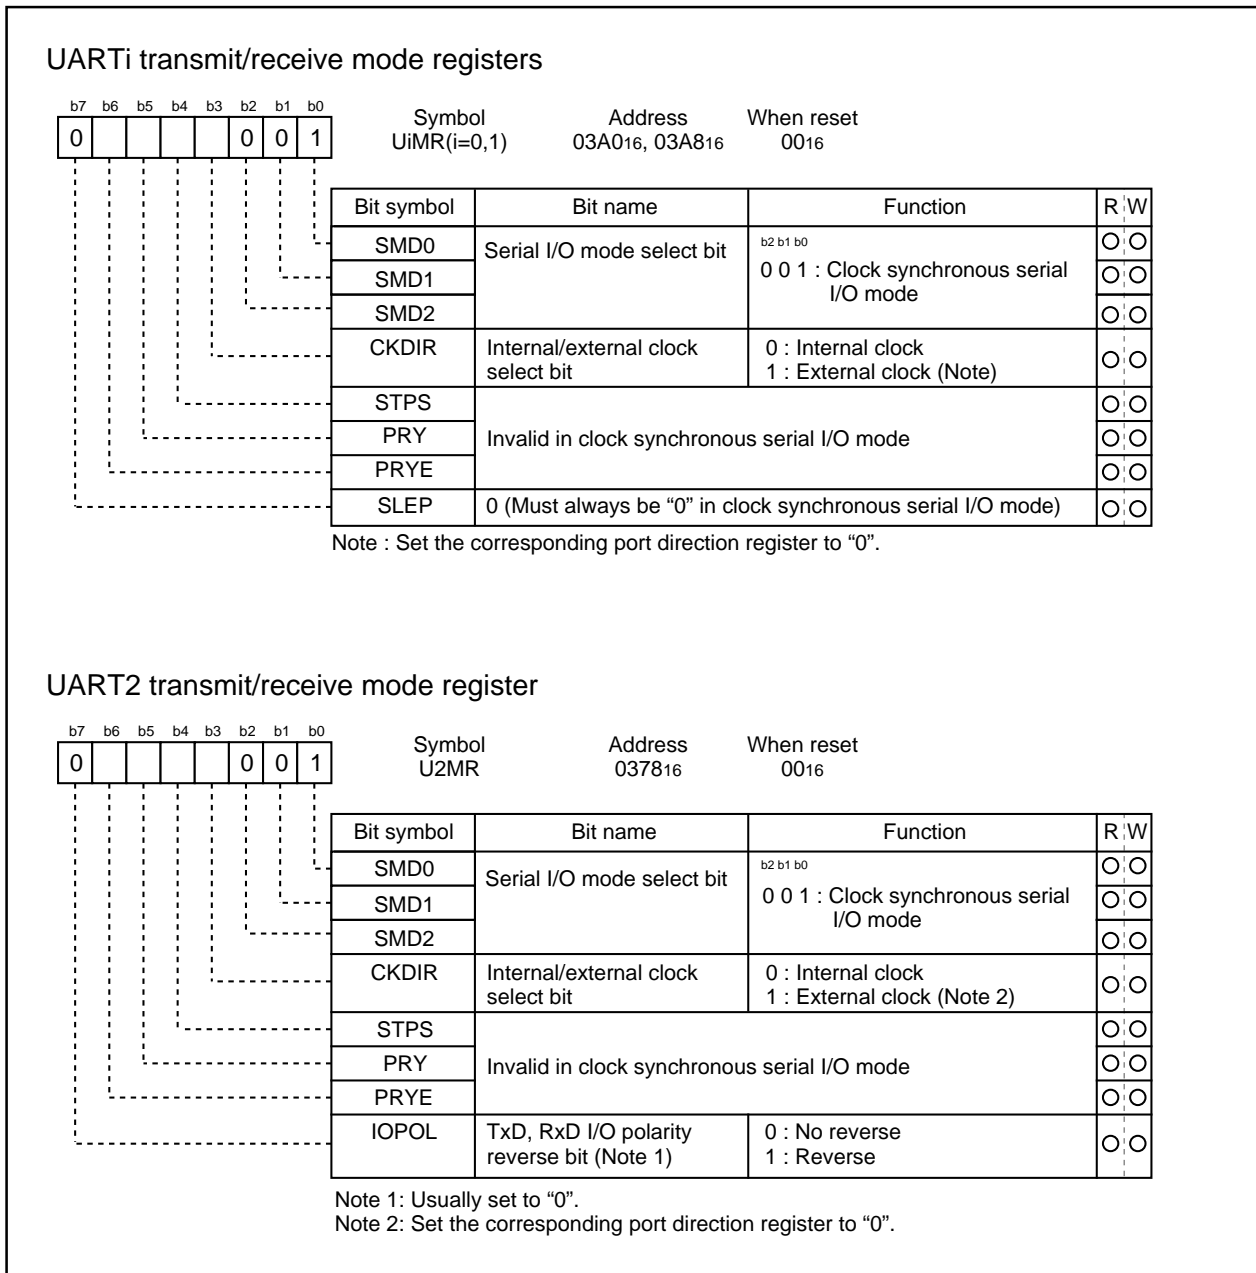 UARTi transmit/receive mode registers
b7 b6 b5 b4 b3 b2 b1 b0
0 0 0 1
Symbol Address When reset
UiMR(i=0,1) 03A016, 03A816 0016
Bit symbol Bit name Function R W
SMD0 Serial I/O mode select bit b2 b1 b0
SMD1 0 0 1 : Clock synchronous serial
I/O mode
SMD2
CKDIR Internal/external clock 0 : Internal clock
select bit 1 : External clock (Note)
STPS
PRY Invalid in clock synchronous serial I/O mode
PRYE
SLEP 0 (Must always be “0” in clock synchronous serial I/O mode)
Note : Set the corresponding port direction register to “0”.
UART2 transmit/receive mode register
b7 b6 b5 b4 b3 b2 b1 b0
0 0 0 1
Symbol Address When reset
U2MR 037816 0016
Bit symbol Bit name Function R W
SMD0 Serial I/O mode select bit b2 b1 b0
SMD1 0 0 1 : Clock synchronous serial
I/O mode
SMD2
CKDIR Internal/external clock 0 : Internal clock
select bit 1 : External clock (Note 2)
STPS
PRY Invalid in clock synchronous serial I/O mode
PRYE
IOPOL TxD, RxD I/O polarity 0 : No reverse
reverse bit (Note 1) 1 : Reverse
Note 1: Usually set to “0”.
Note 2: Set the corresponding port direction register to “0”.